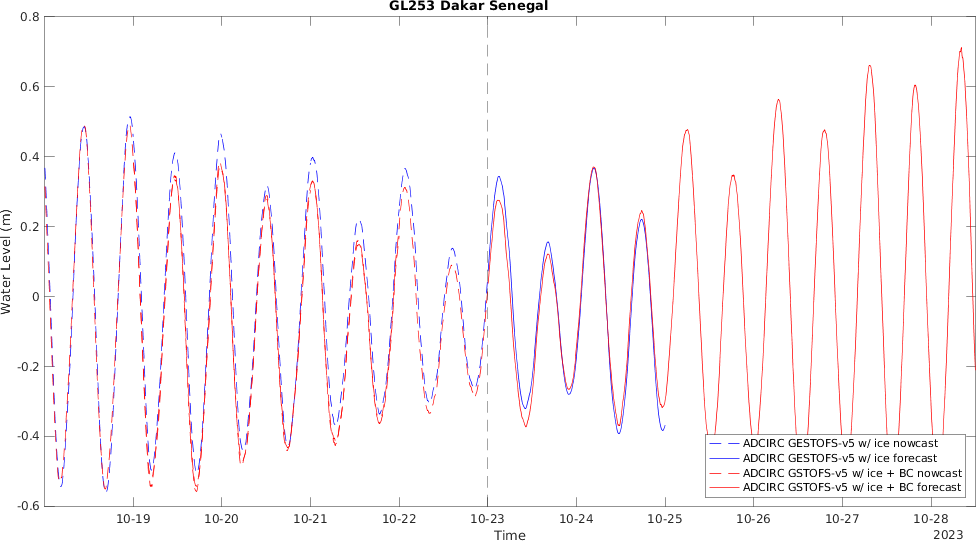 GL253 Dakar Senegal
0.8
0.6
0.4
0.2
0
-0.2
-0.4
-0.6
Water Level (m)
ADCIRC GESTOFS-v5 w/ ice nowcast
ADCIRC GESTOFS-v5 w/ ice forecast
ADCIRC GSTOFS-v5 w/ ice + BC nowcast
ADCIRC GSTOFS-v5 w/ ice + BC forecast
10-19 10-20 10-21 10-22 10-23 10-24 10-25 10-26 10-27 10-28
Time
2023